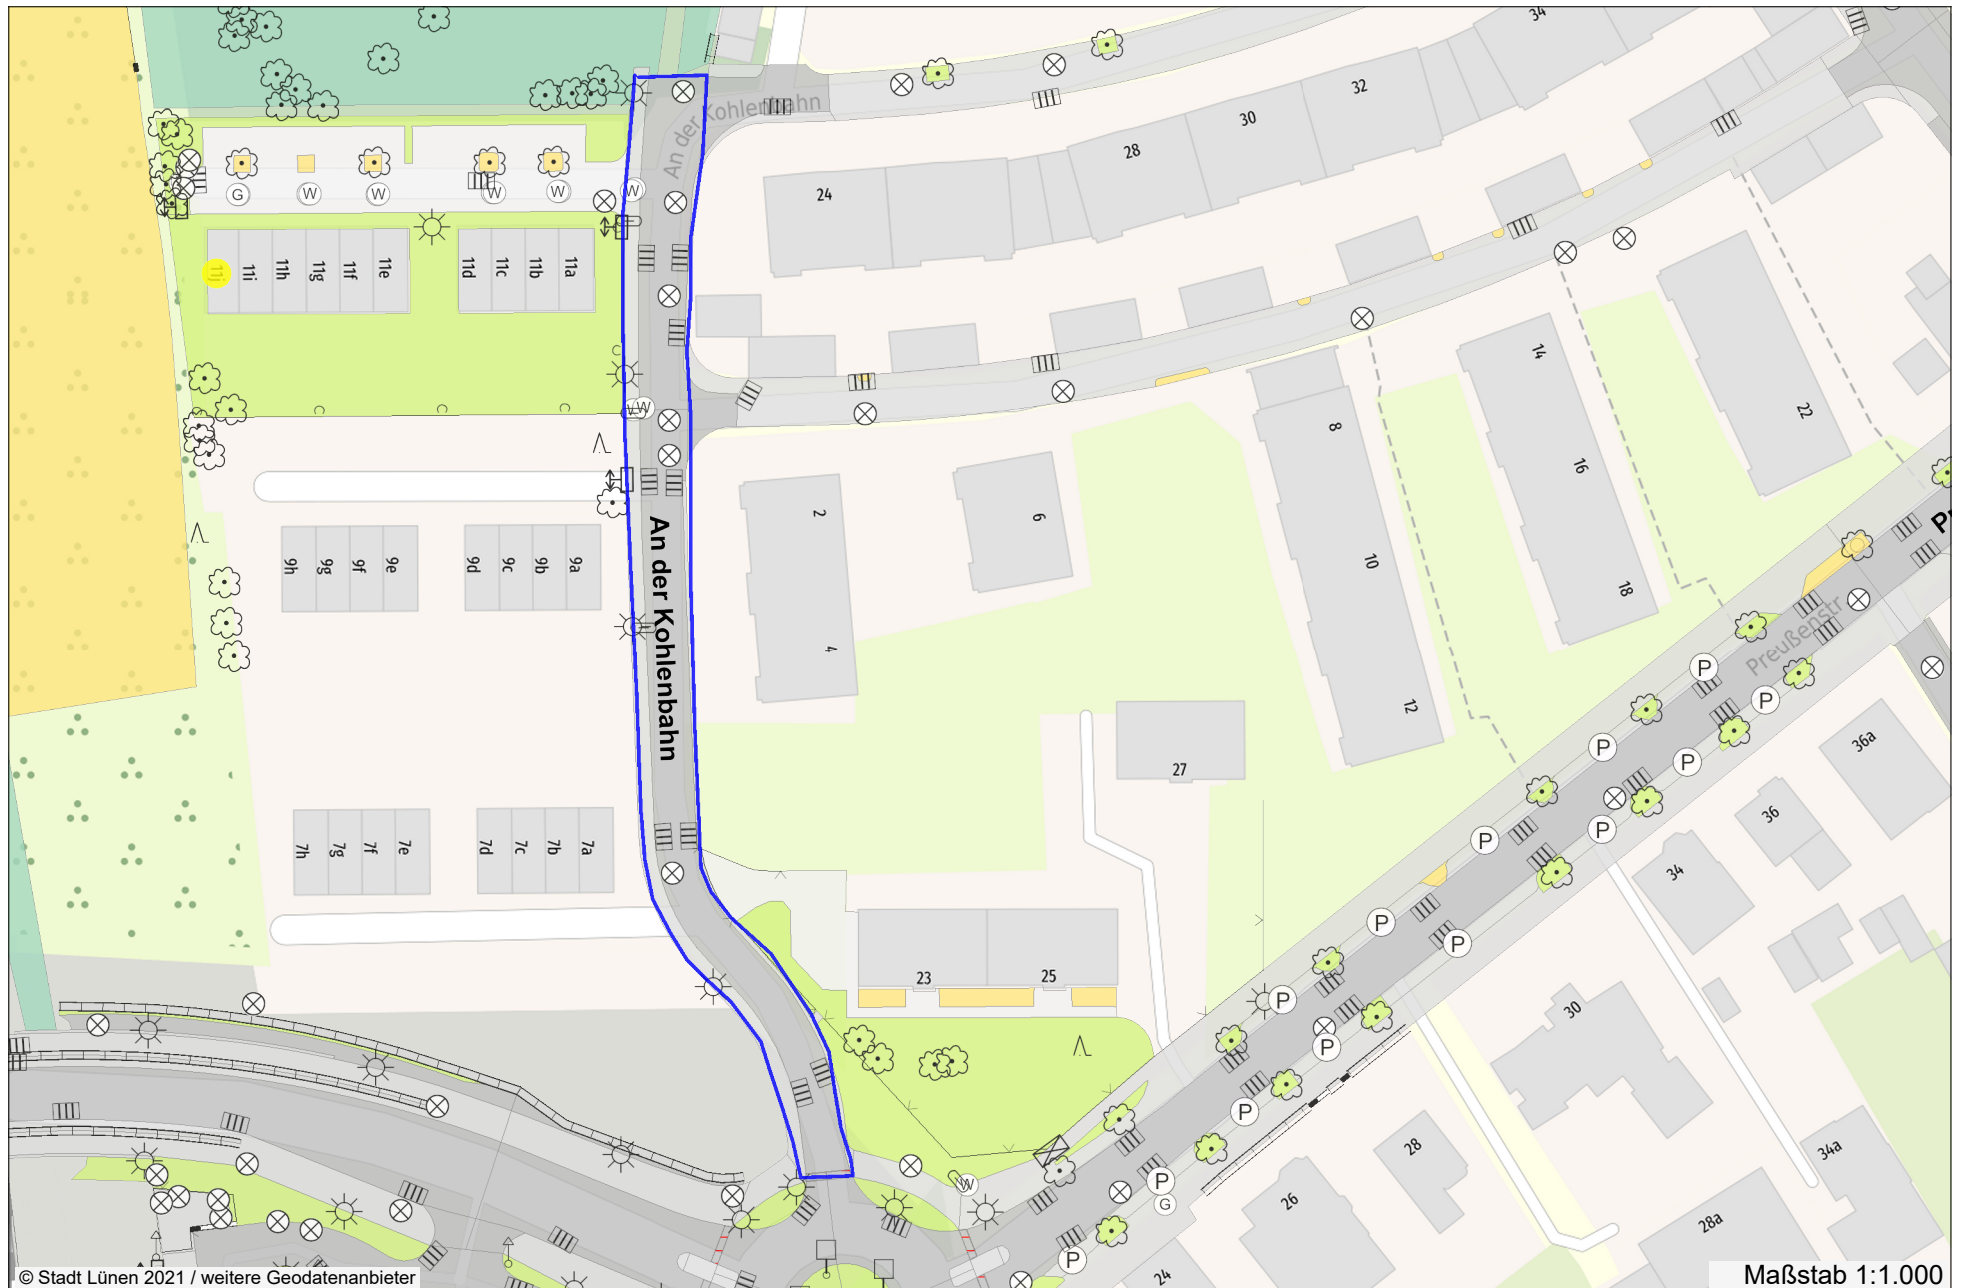 34
32
30
28
24
An der Kohlenbahn
G
W
W
W
W
W
11j
11i
11h
11g
11f
11e
11d
11c
11b
11a
W
14
22
8
16
2
6
10
18
4
12
9h
9g
9f
9e
9d
9c
9b
9a
An der Kohlenbahn
Preußenstr
P
P
P
P
P
P
P
P
P
P
P
P
P
P
27
36a
36
34
7h
7g
7f
7e
7d
7c
7b
7a
23
25
30
34a
28
26
28a
24
W
G
© Stadt Lünen 2021 / weitere Geodatenanbieter
Maßstab 1:1.000